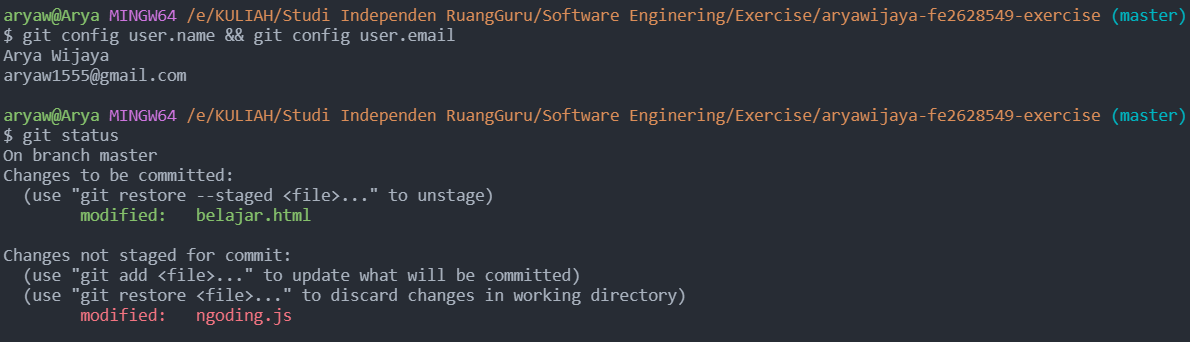 aryaw@Arya MINGW64 /e/KULIAH/Studi Independen RuangGuru/Software Enginering/Exercise/aryawijaya-fe2628549-exercise (master)
$ git config user.name && git config user.email
Arya Wijaya
aryaw1555@gmail.com

aryaw@Arya MINGW64 /e/KULIAH/Studi Independen RuangGuru/Software Enginering/Exercise/aryawijaya-fe2628549-exercise (master)
$ git status
On branch master
Changes to be committed:
  (use "git restore --staged <file>..." to unstage)
        modified:   belajar.html

Changes not staged for commit:
  (use "git add <file>..." to update what will be committed)
  (use "git restore <file>..." to discard changes in working directory)
        modified:   ngoding.js